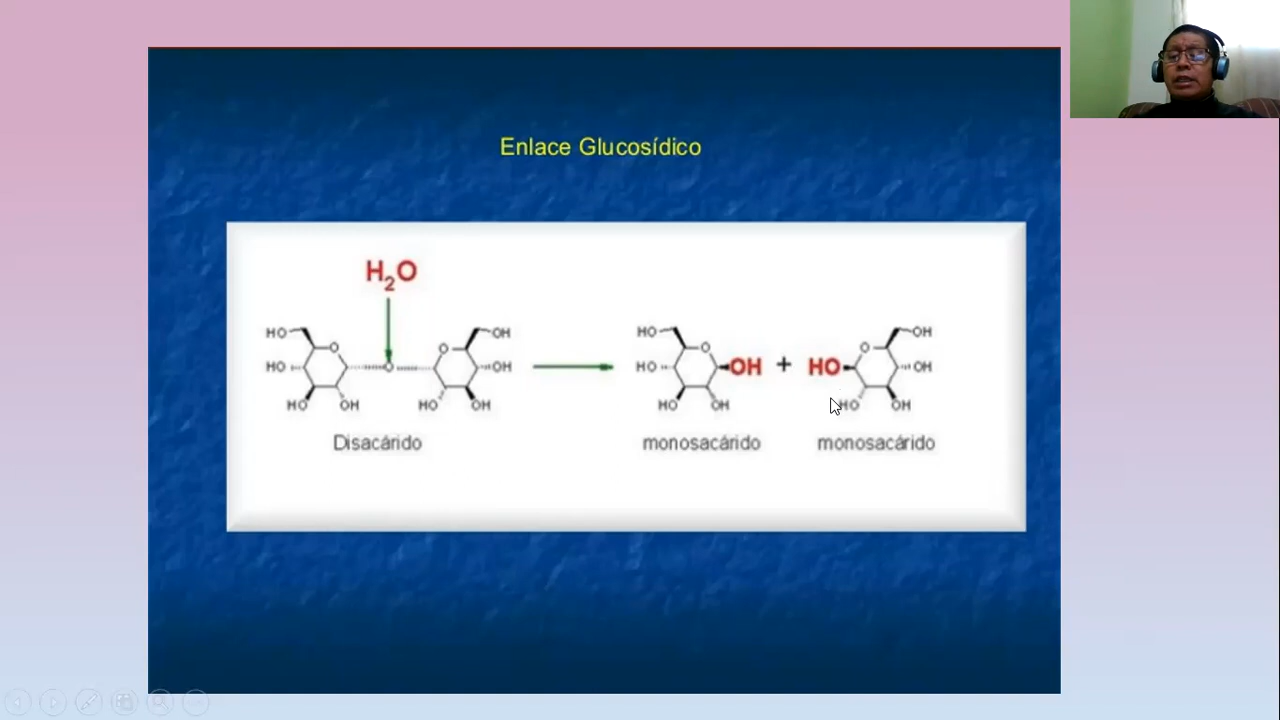 Enlace Glucosídico
H₂O
HO OH HO OH
O O
HO O OH HO OH + HO OH
O O
HO OH HO OH HO OH HO OH
Disacárido monosacárido monosacárido